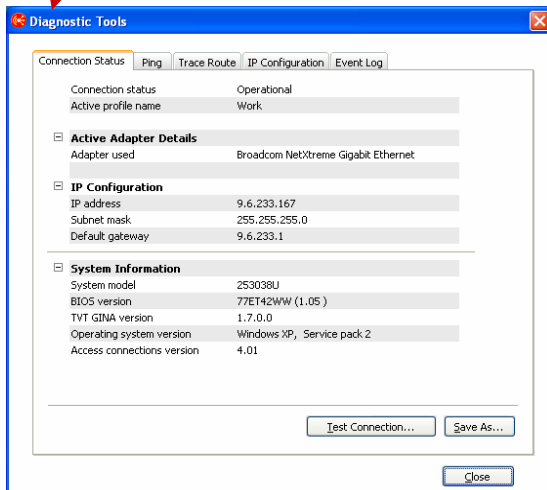 Diagnostic Tools
Connection Status Ping Trace Route IP Configuration Event Log
Connection status Operational
Active profile name Work
Active Adapter Details
Adapter used Broadcom NetXtreme Gigabit Ethernet
IP Configuration
IP address 9.6.233.167
Subnet mask 255.255.255.0
Default gateway 9.6.233.1
System Information
System model 253038U
BIOS version 77ET42WW (1.05 )
TVT GINA version 1.7.0.0
Operating system version Windows XP, Service pack 2
Access connections version 4.01
Test Connection... Save As...
Close